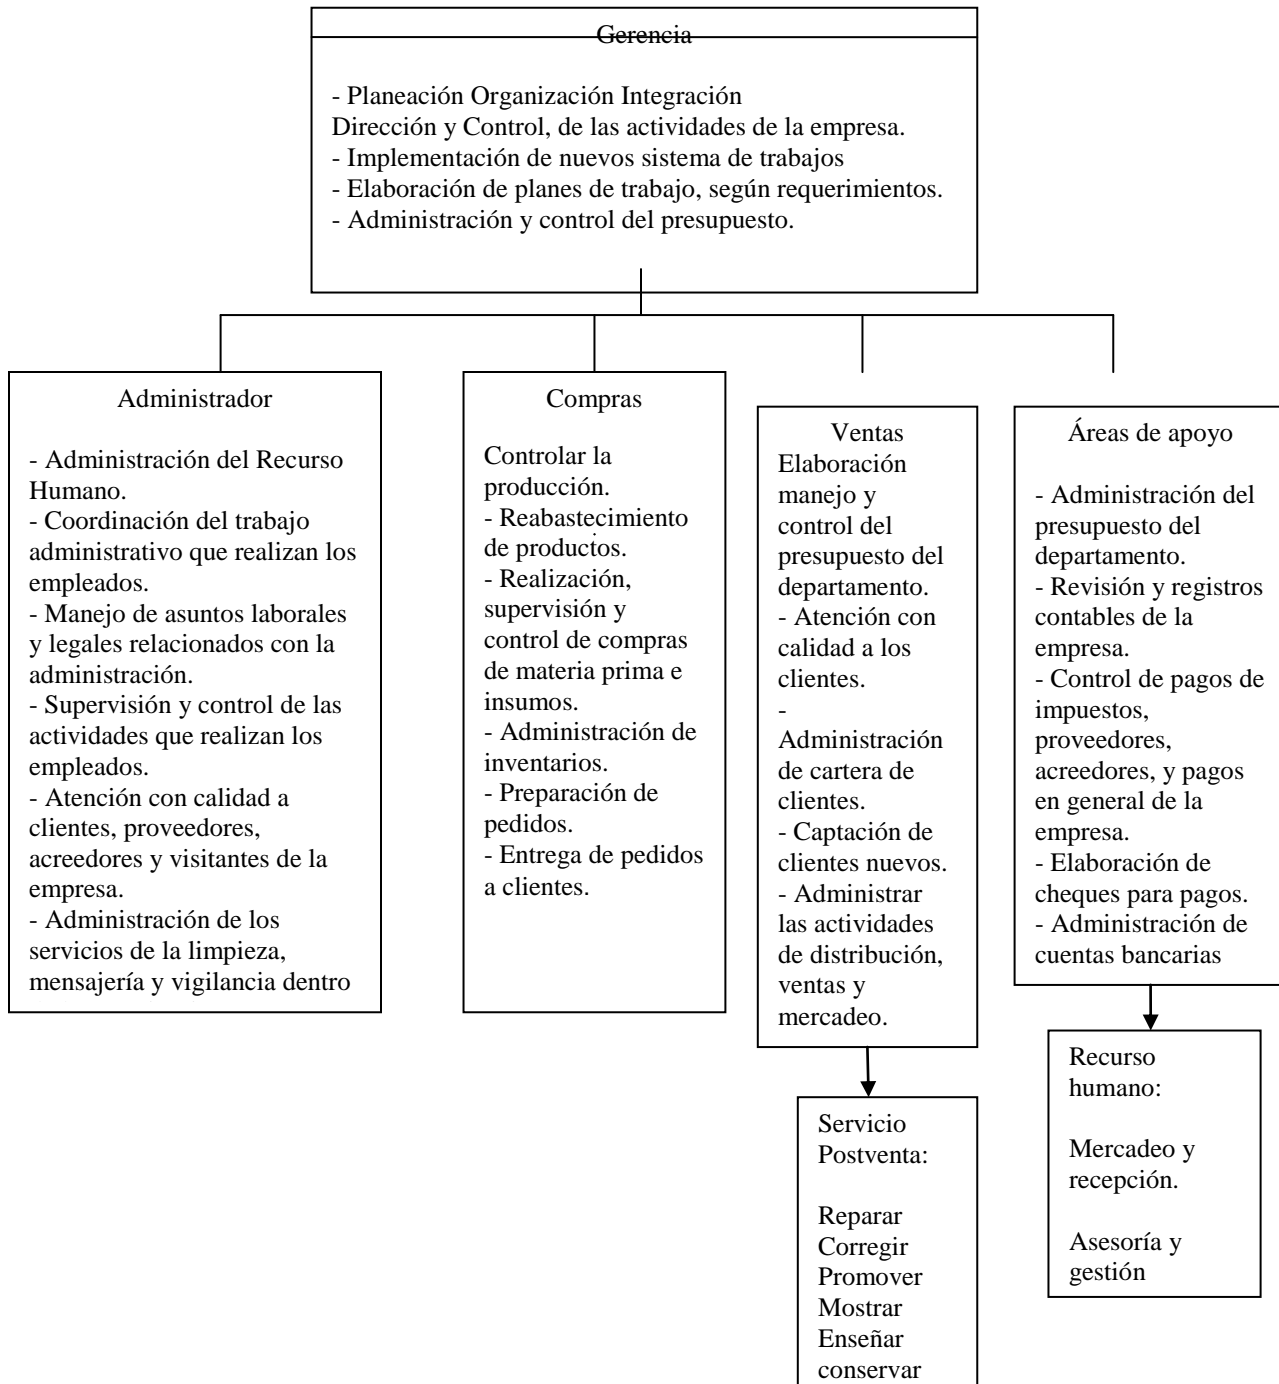 Gerencia
- Planeación Organización Integración
Dirección y Control, de las actividades de la empresa.
- Implementación de nuevos sistema de trabajos
- Elaboración de planes de trabajo, según requerimientos.
- Administración y control del presupuesto.
Administrador
- Administración del Recurso
Humano.
- Coordinación del trabajo
administrativo que realizan los
empleados.
- Manejo de asuntos laborales
y legales relacionados con la
administración.
- Supervisión y control de las
actividades que realizan los
empleados.
- Atención con calidad a
clientes, proveedores,
acreedores y visitantes de la
empresa.
- Administración de los
servicios de la limpieza,
mensajería y vigilancia dentro
Compras
Controlar la
producción.
- Reabastecimiento
de productos.
- Realización,
supervisión y
control de compras
de materia prima e
insumos.
- Administración de
inventarios.
- Preparación de
pedidos.
- Entrega de pedidos
a clientes.
Ventas
Elaboración
manejo y
control del
presupuesto del
departamento.
- Atención con
calidad a los
clientes.
-
Administración
de cartera de
clientes.
- Captación de
clientes nuevos.
- Administrar
las actividades
de distribución,
ventas y
mercadeo.
Áreas de apoyo
- Administración del
presupuesto del
departamento.
- Revisión y registros
contables de la
empresa.
- Control de pagos de
impuestos,
proveedores,
acreedores, y pagos
en general de la
empresa.
- Elaboración de
cheques para pagos.
- Administración de
cuentas bancarias
Servicio
Postventa:
Reparar
Corregir
Promover
Mostrar
Enseñar
conservar
Recurso
humano:
Mercadeo y
recepción.
Asesoría y
gestión